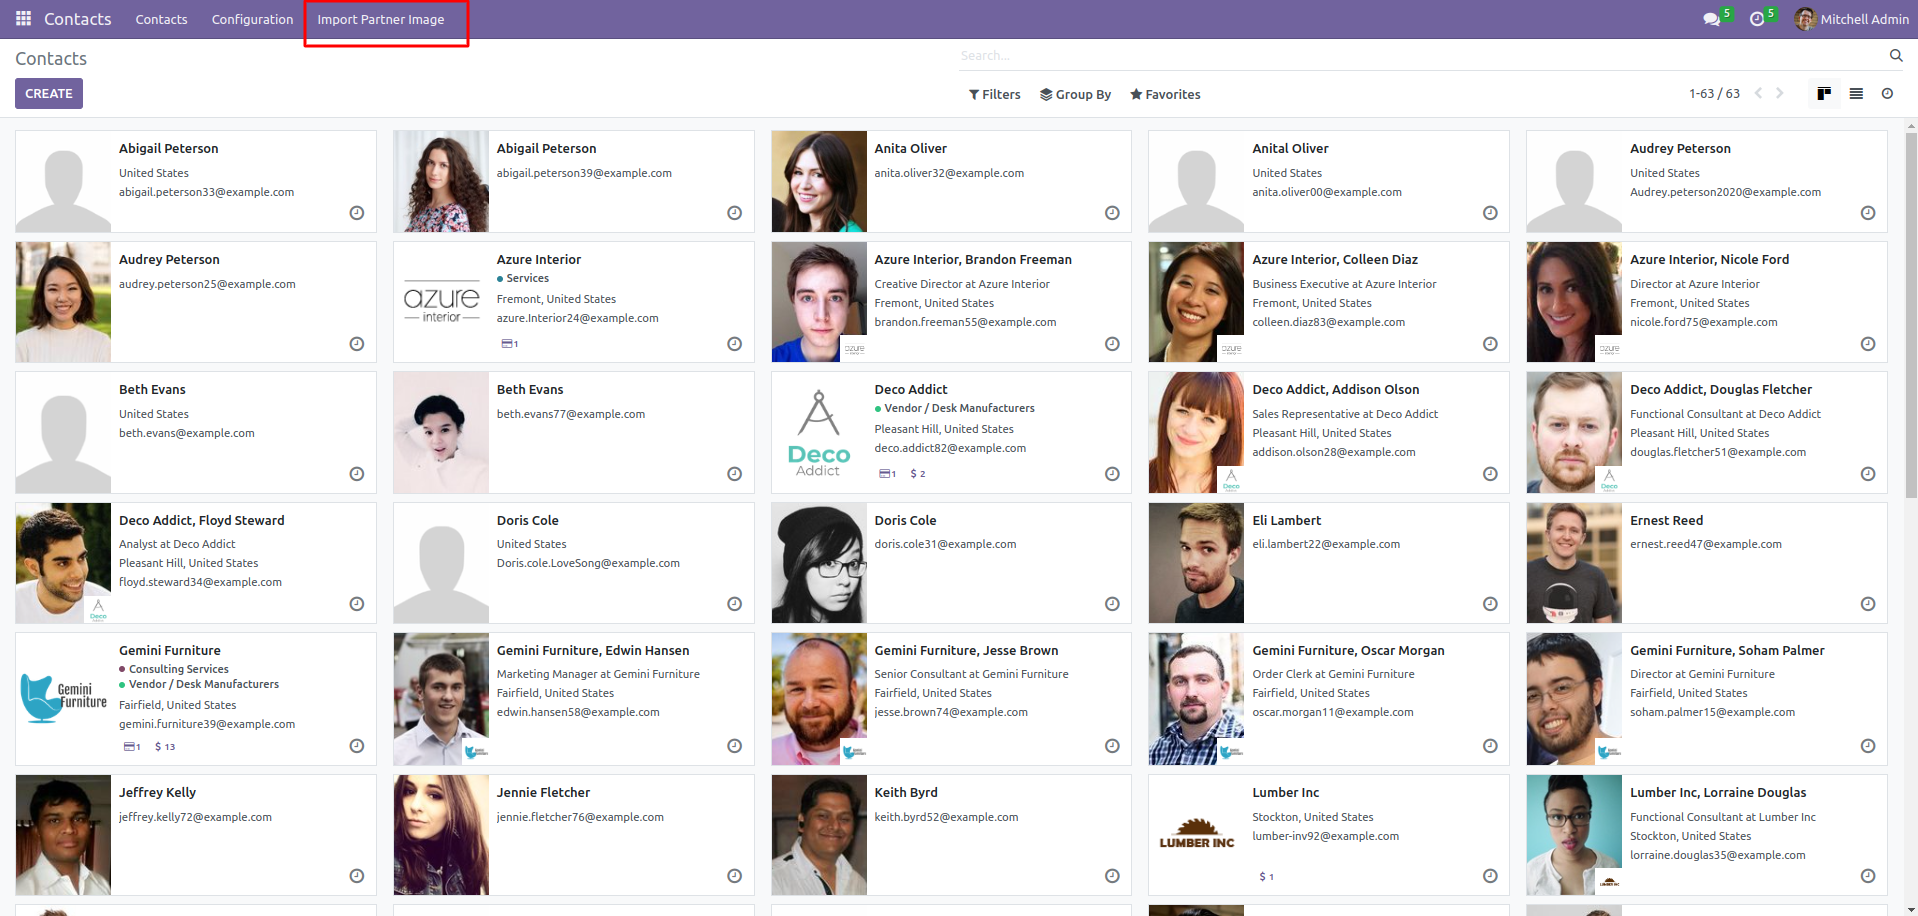 Contacts Contacts Configuration Import Partner Image 5 5 Mitchell Admin
Contacts
Search...
CREATE
Filters Group By Favorites
1-63 / 63
Abigail Peterson
United States
abigail.peterson33@example.com
Abigail Peterson
abigail.peterson39@example.com
Anita Oliver
anita.oliver32@example.com
Anital Oliver
United States
anita.oliver00@example.com
Audrey Peterson
United States
Audrey.peterson2020@example.com
Audrey Peterson
audrey.peterson25@example.com
azure
interior
Azure Interior
Services
Fremont, United States
azure.Interior24@example.com
1
Azure Interior, Brandon Freeman
Creative Director at Azure Interior
Fremont, United States
brandon.freeman55@example.com
azure
Azure Interior, Colleen Diaz
Business Executive at Azure Interior
Fremont, United States
colleen.diaz83@example.com
azure
Azure Interior, Nicole Ford
Director at Azure Interior
Fremont, United States
nicole.ford75@example.com
azure
Beth Evans
United States
beth.evans@example.com
Beth Evans
beth.evans77@example.com
Deco
Addict
Deco Addict
Vendor / Desk Manufacturers
Pleasant Hill, United States
deco.addict82@example.com
1 $ 2
Deco Addict, Addison Olson
Sales Representative at Deco Addict
Pleasant Hill, United States
addison.olson28@example.com
Deco
Deco Addict, Douglas Fletcher
Functional Consultant at Deco Addict
Pleasant Hill, United States
douglas.fletcher51@example.com
Deco
Deco Addict, Floyd Steward
Analyst at Deco Addict
Pleasant Hill, United States
floyd.steward34@example.com
Deco
Doris Cole
United States
Doris.cole.LoveSong@example.com
Doris Cole
doris.cole31@example.com
Eli Lambert
eli.lambert22@example.com
Ernest Reed
ernest.reed47@example.com
Gemini
Furniture
Gemini Furniture
Consulting Services
Vendor / Desk Manufacturers
Fairfield, United States
gemini.furniture39@example.com
1 $ 13
Gemini Furniture, Edwin Hansen
Marketing Manager at Gemini Furniture
Fairfield, United States
edwin.hansen58@example.com
Gemini Furniture, Jesse Brown
Senior Consultant at Gemini Furniture
Fairfield, United States
jesse.brown74@example.com
Gemini Furniture, Oscar Morgan
Order Clerk at Gemini Furniture
Fairfield, United States
oscar.morgan11@example.com
Gemini Furniture, Soham Palmer
Director at Gemini Furniture
Fairfield, United States
soham.palmer15@example.com
Jeffrey Kelly
jeffrey.kelly72@example.com
Jennie Fletcher
jennie.fletcher76@example.com
Keith Byrd
keith.byrd52@example.com
LUMBER INC
Lumber Inc
Stockton, United States
lumber-inv92@example.com
$ 1
Lumber Inc, Lorraine Douglas
Functional Consultant at Lumber Inc
Stockton, United States
lorraine.douglas35@example.com
LUMBER INC